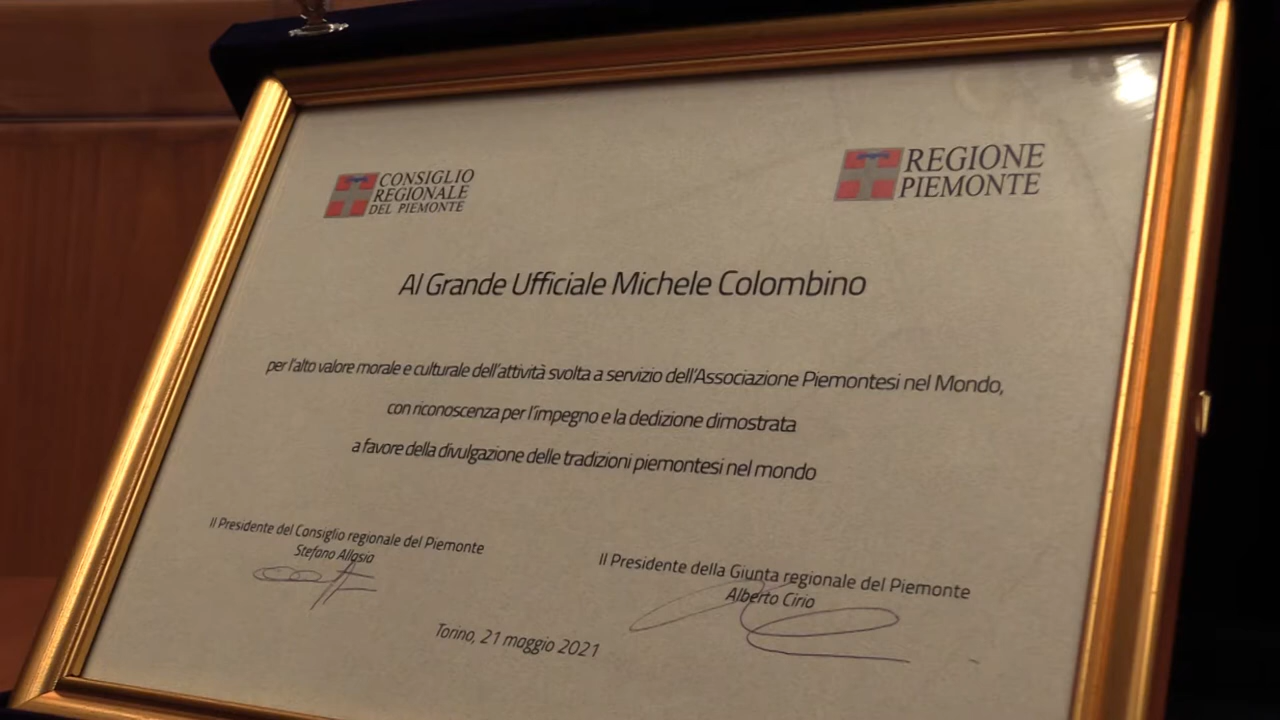 CONSIGLIO
REGIONALE
DEL PIEMONTE
REGIONE
PIEMONTE
Al Grande Ufficiale Michele Colombino
per l'alto valore morale e culturale dell'attività svolta a servizio dell'Associazione Piemontesi nel Mondo,
con riconoscenza per l'impegno e la dedizione dimostrata
a favore della divulgazione delle tradizioni piemontesi nel mondo
Il Presidente del Consiglio regionale del Piemonte
Stefano Allasia
Il Presidente della Giunta regionale del Piemonte
Alberto Cirio
Torino, 21 maggio 2021